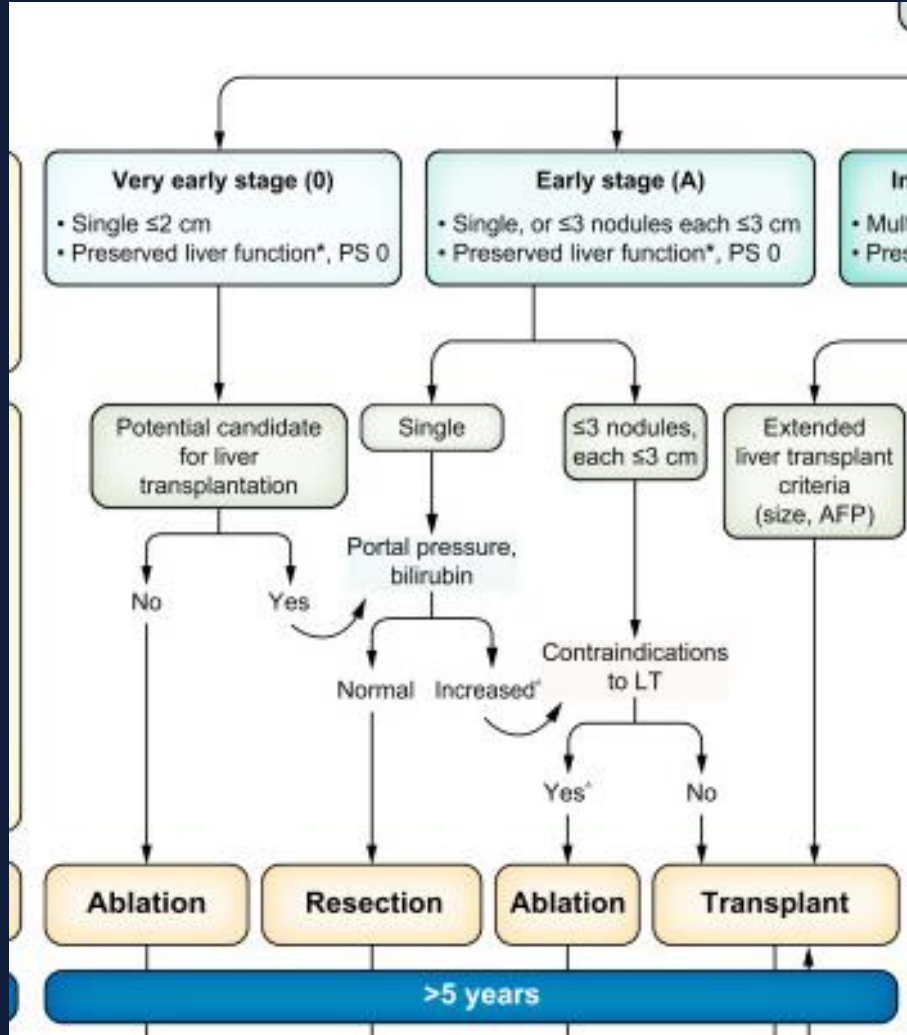 Very early stage (0)
• Single ≤2 cm
• Preserved liver function*, PS 0
Early stage (A)
• Single, or ≤3 nodules each ≤3 cm
• Preserved liver function*, PS 0
Potential candidate
for liver
transplantation
Single
≤3 nodules,
each ≤3 cm
Extended
liver transplant
criteria
(size, AFP)
Portal pressure,
bilirubin
No
Yes
Normal
Increased^
Contraindications
to LT
Yes^
No
Ablation
Resection
Ablation
Transplant
>5 years